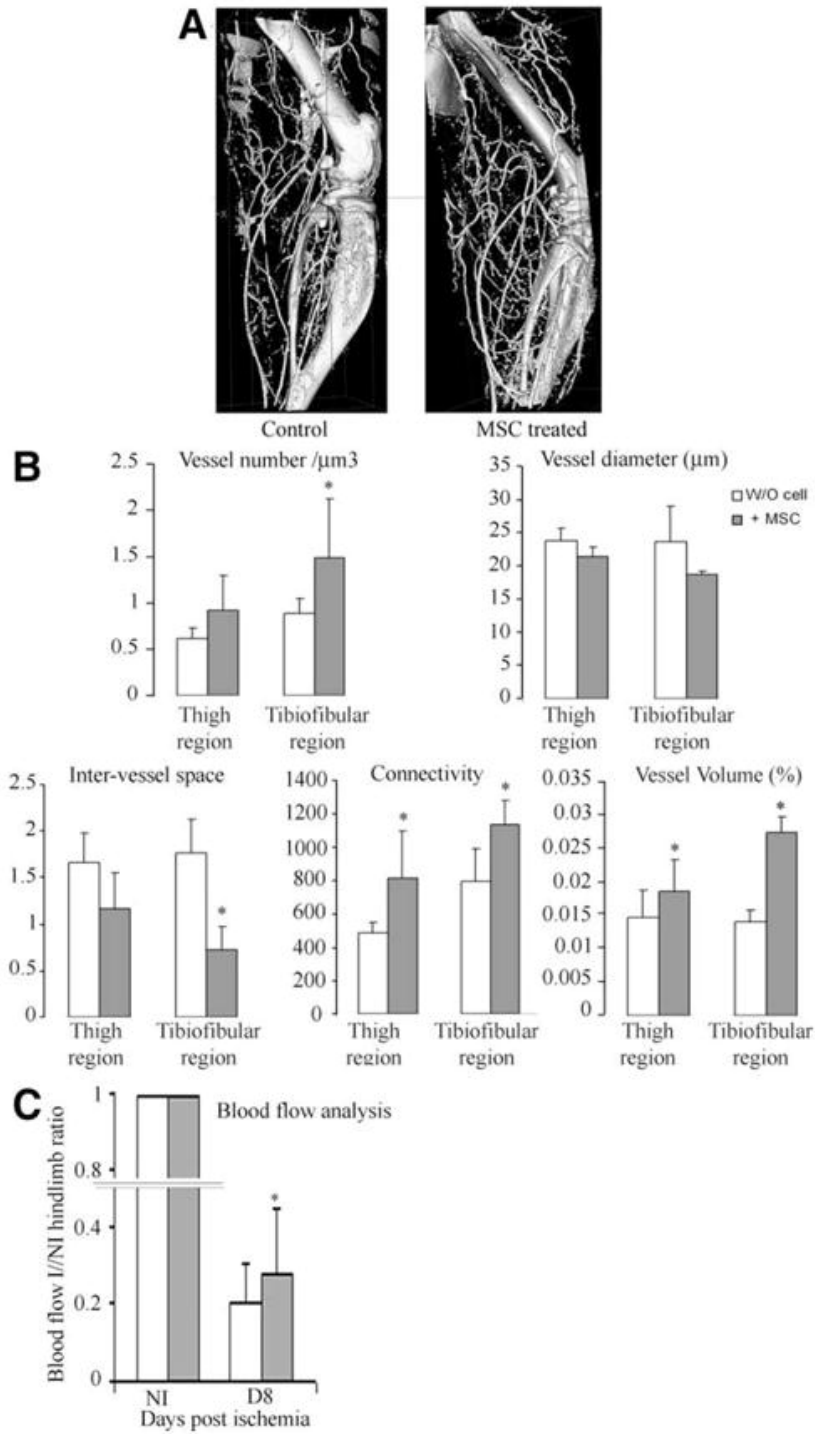 A
Control
MSC treated
B
Vessel number /μm3
2.5
2
1.5
1
0.5
0
Thigh
region
Tibiofibular
region
Vessel diameter (μm)
35
30
25
20
15
10
5
0
Thigh
region
Tibiofibular
region
W/O cell
+ MSC
*
Inter-vessel space
2.5
2
1.5
1
0.5
0
Thigh
region
Tibiofibular
region
*
Connectivity
1400
1200
1000
800
600
400
200
0
Thigh
region
Tibiofibular
region
*
*
Vessel Volume (%)
0.035
0.03
0.025
0.02
0.015
0.01
0.005
0
Thigh
region
Tibiofibular
region
*
*
C
Blood flow analysis
Blood flow I//NI hindlimb ratio
1
0.8
0.4
0.2
0
*
NI
D8
Days post ischemia